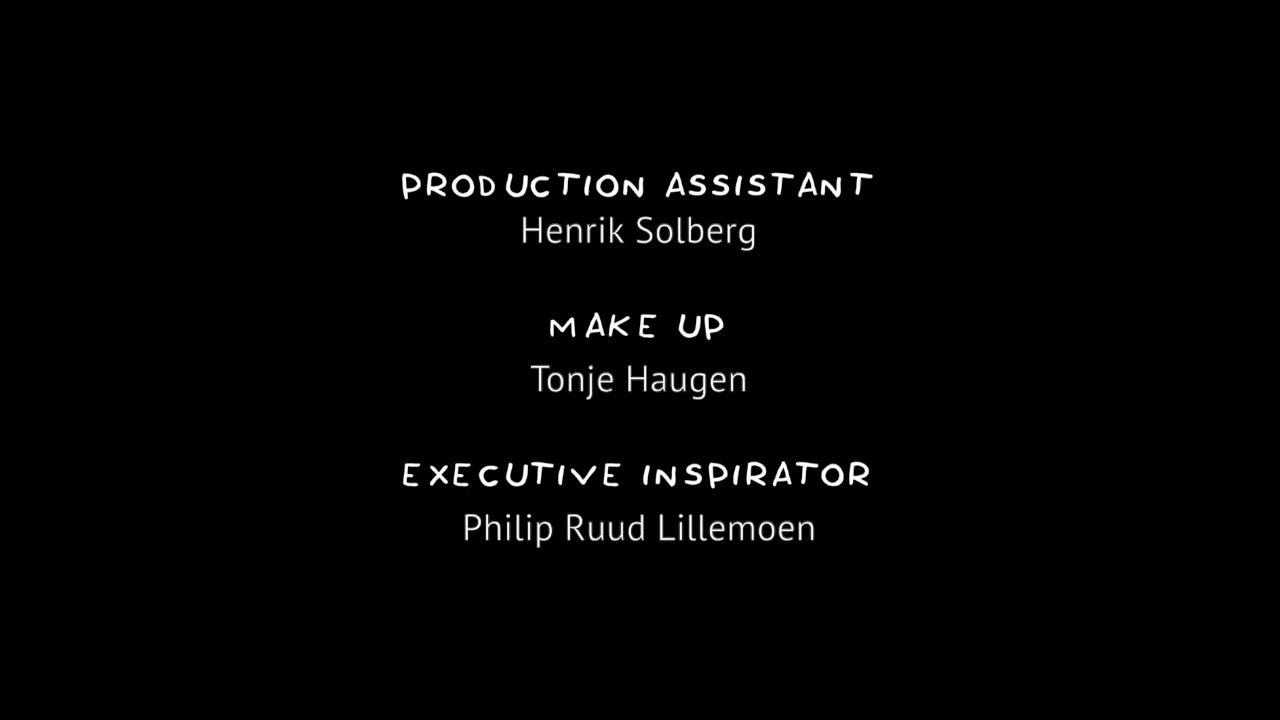 PRODUCTION ASSISTANT
Henrik Solberg
MAKE UP
Tonje Haugen
EXECUTIVE INSPIRATOR
Philip Ruud Lillemoen